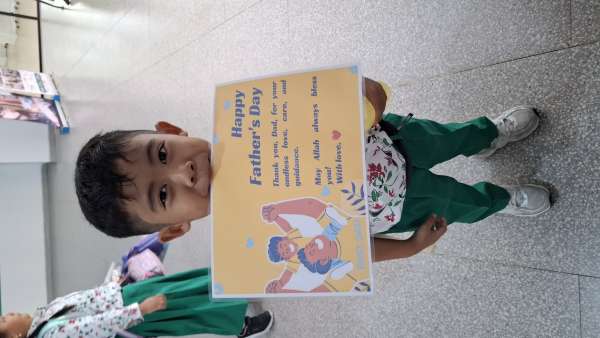 Happy
Father's Day
Thank you, Dad, for your
endless love, care, and
guidance.
May Allah always bless
you!
With love,